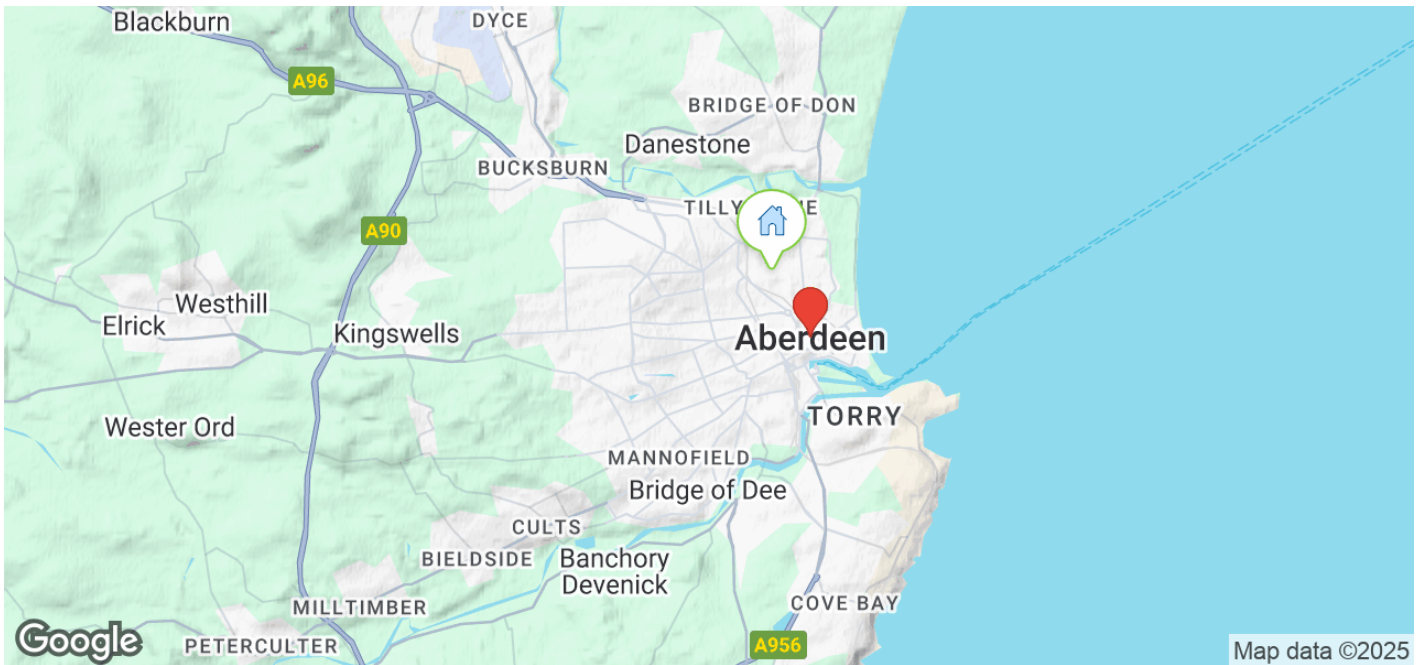 Blackburn
DYCE
A96
BRIDGE OF DON
Danestone
BUCKSBURN
A90
Westhill
Elrick
Kingswells
Aberdeen
Wester Ord
TORRY
MANNOFIELD
Bridge of Dee
CULTS
BIELDSIDE
Banchory
Devenick
MILLTIMBER
COVE BAY
PETERCULTER
A956
Google
Map data ©2025